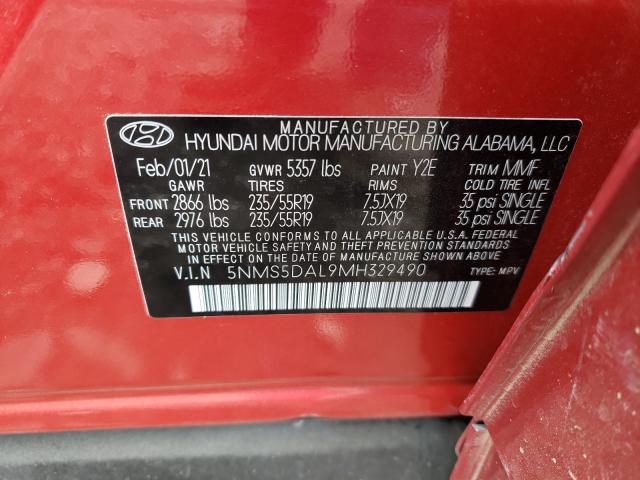 MANUFACTURED BY
HYUNDAI MOTOR MANUFACTURING ALABAMA, LLC
Feb/01/21 GVWR 5357 lbs PAINT Y2E TRIM MMF
GAWR TIRES RIMS COLD TIRE INFL
FRONT 2866 lbs 235/55R19 7.5JX19 35 psi SINGLE
REAR 2976 lbs 235/55R19 7.5JX19 35 psi SINGLE
THIS VEHICLE CONFORMS TO ALL APPLICABLE U.S.A. FEDERAL
MOTOR VEHICLE SAFETY AND THEFT PREVENTION STANDARDS
IN EFFECT ON THE DATE OF MANUFACTURE SHOWN ABOVE.
V.I.N 5NMS5DAL9MH329490 TYPE: MPV